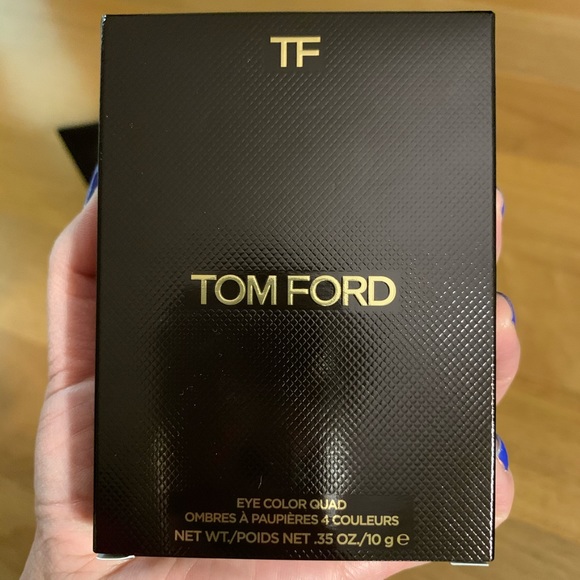 TF
TOM FORD
EYE COLOR QUAD
OMBRES À PAUPIÈRES 4 COULEURS
NET WT./POIDS NET .35 OZ./10 g ℮